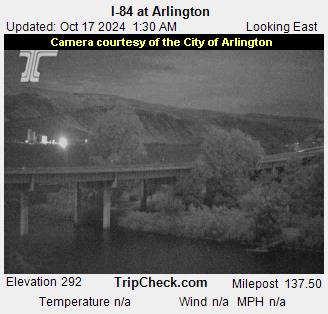 I-84 at Arlington
Updated: Oct 17 2024 1:30 AM Looking East
Camera courtesy of the City of Arlington
Elevation 292 TripCheck.com Milepost 137.50
Temperature n/a Wind n/a MPH n/a